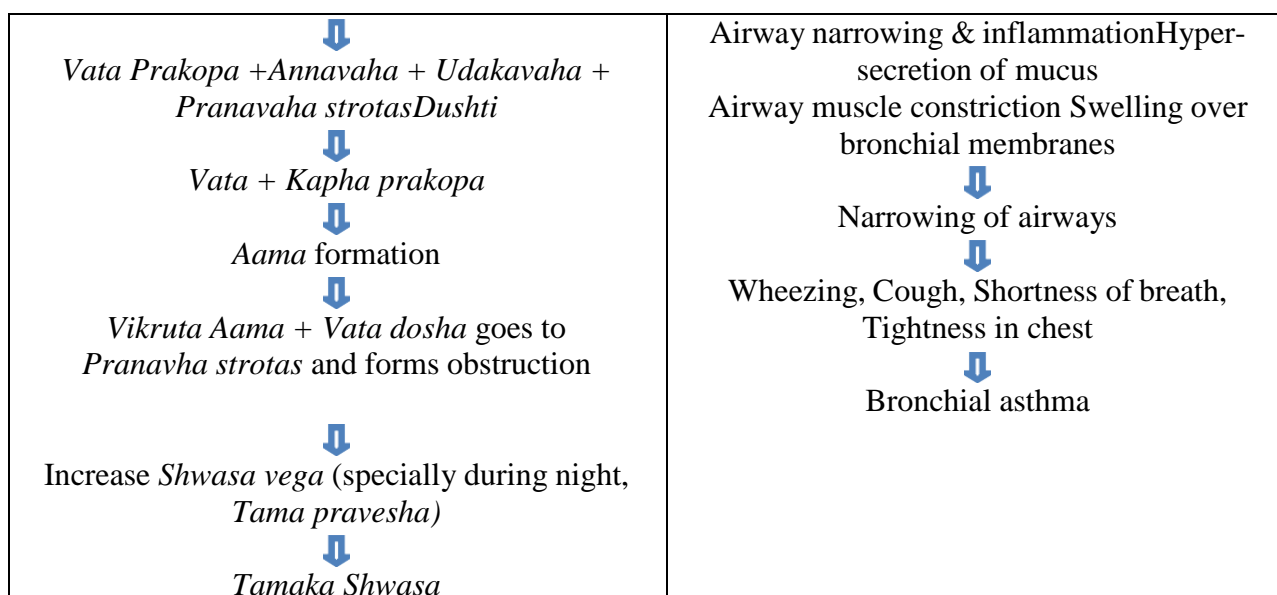 Vata Prakopa +Annavaha + Udakavaha +
Pranavaha strotasDushti
Vata + Kapha prakopa
Aama formation
Vikruta Aama + Vata dosha goes to
Pranavha strotas and forms obstruction
Increase Shwasa vega (specially during night,
Tama pravesha)
Tamaka Shwasa
Airway narrowing & inflammationHyper-
secretion of mucus
Airway muscle constriction Swelling over
bronchial membranes
Narrowing of airways
Wheezing, Cough, Shortness of breath,
Tightness in chest
Bronchial asthma